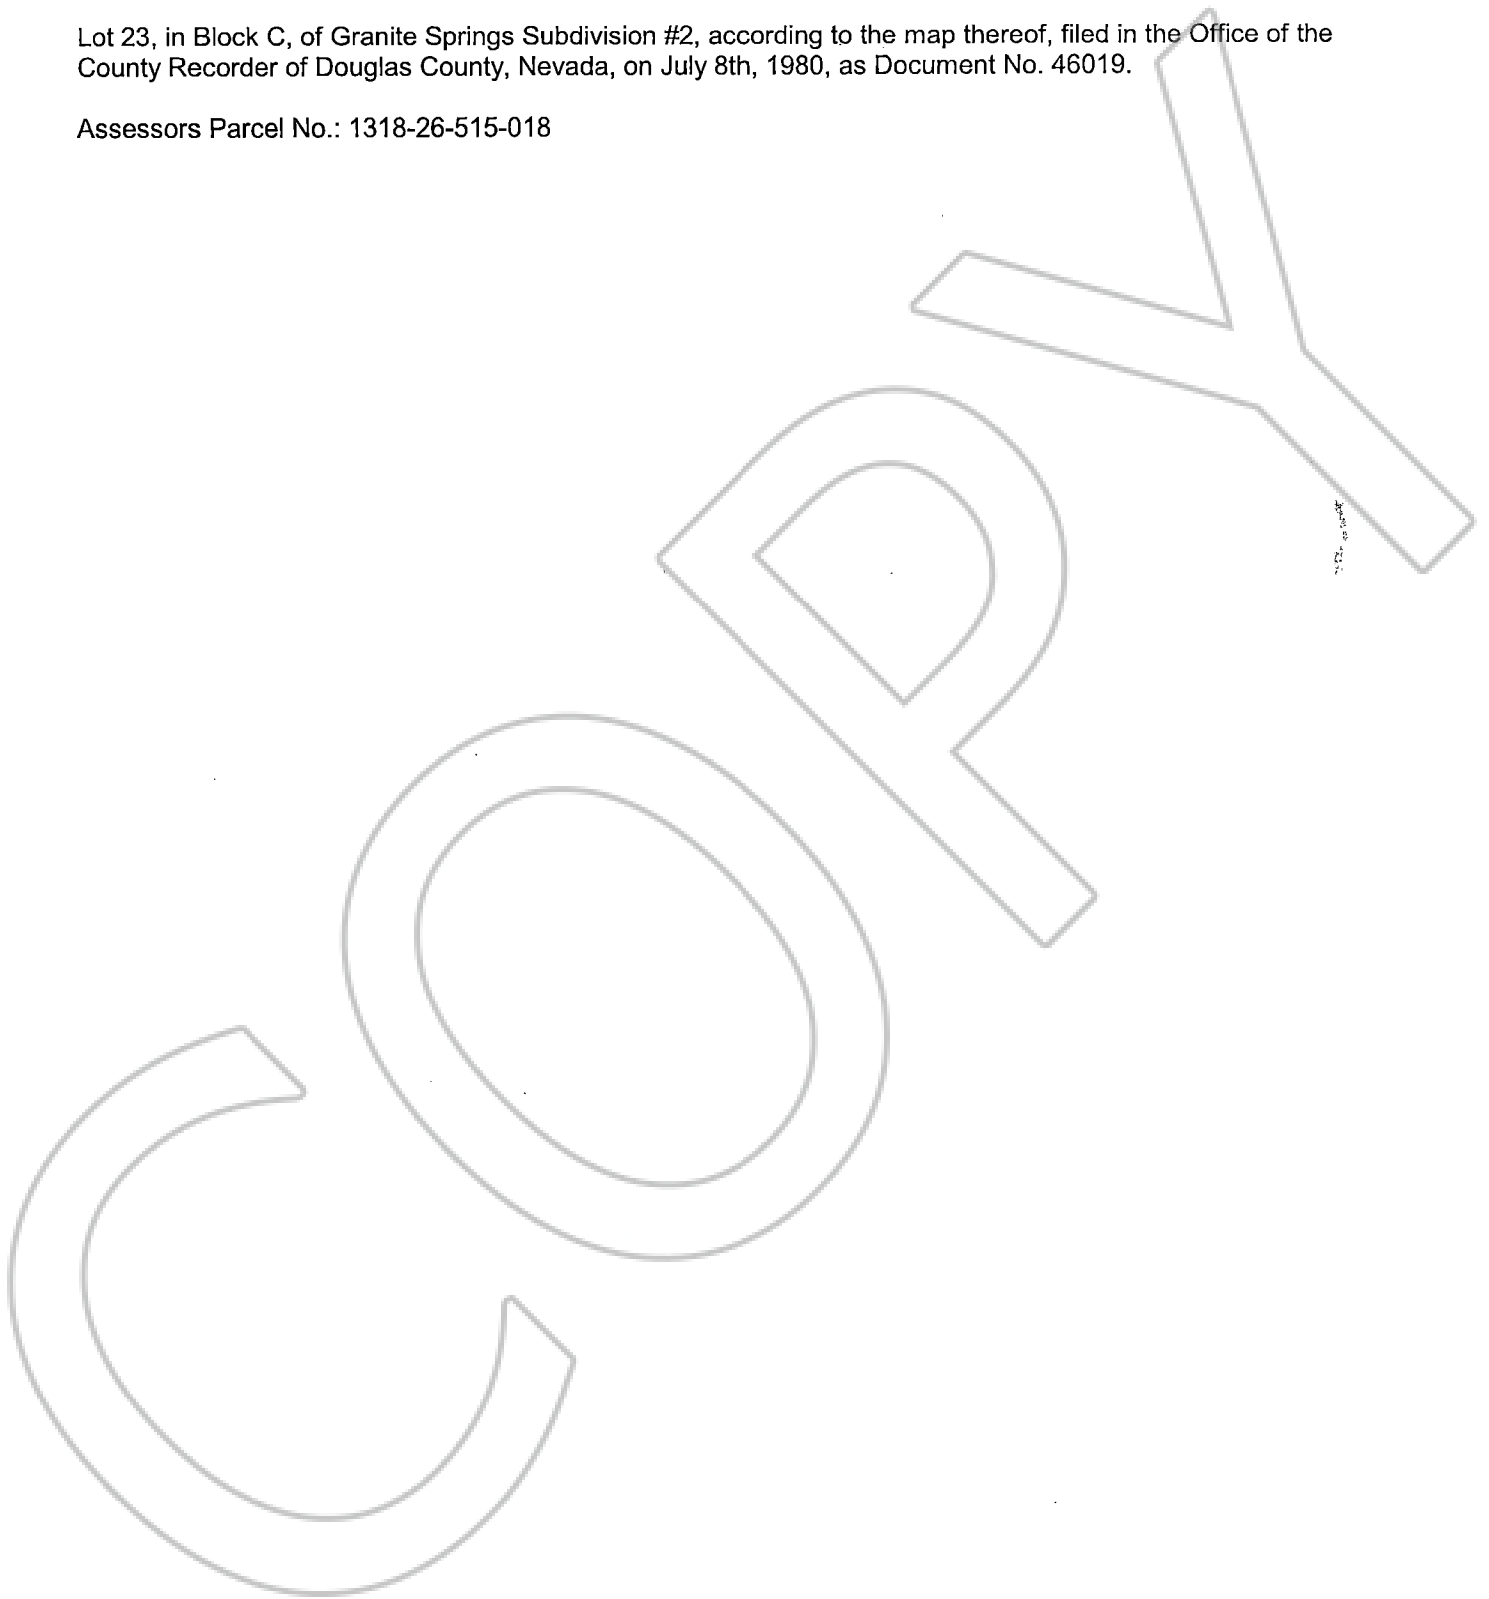 Lot 23, in Block C, of Granite Springs Subdivision #2, according to the map thereof, filed in the Office of the
County Recorder of Douglas County, Nevada, on July 8th, 1980, as Document No. 46019.
Assessors Parcel No.: 1318-26-515-018
COPY